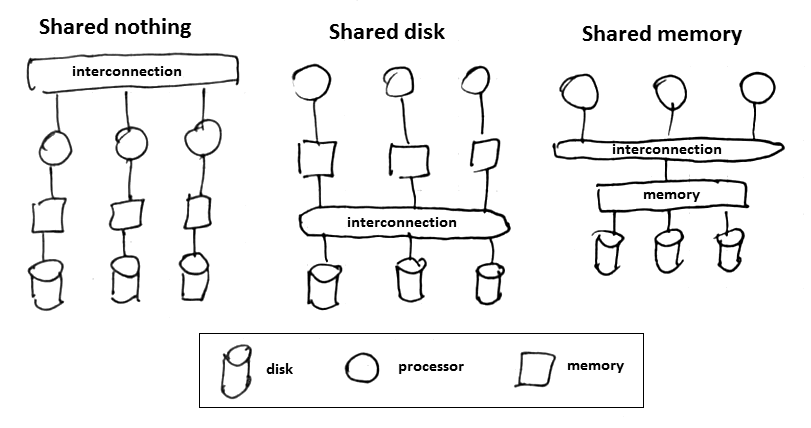 Shared nothing
interconnection
Shared disk
interconnection
Shared memory
interconnection
memory
disk
processor
memory